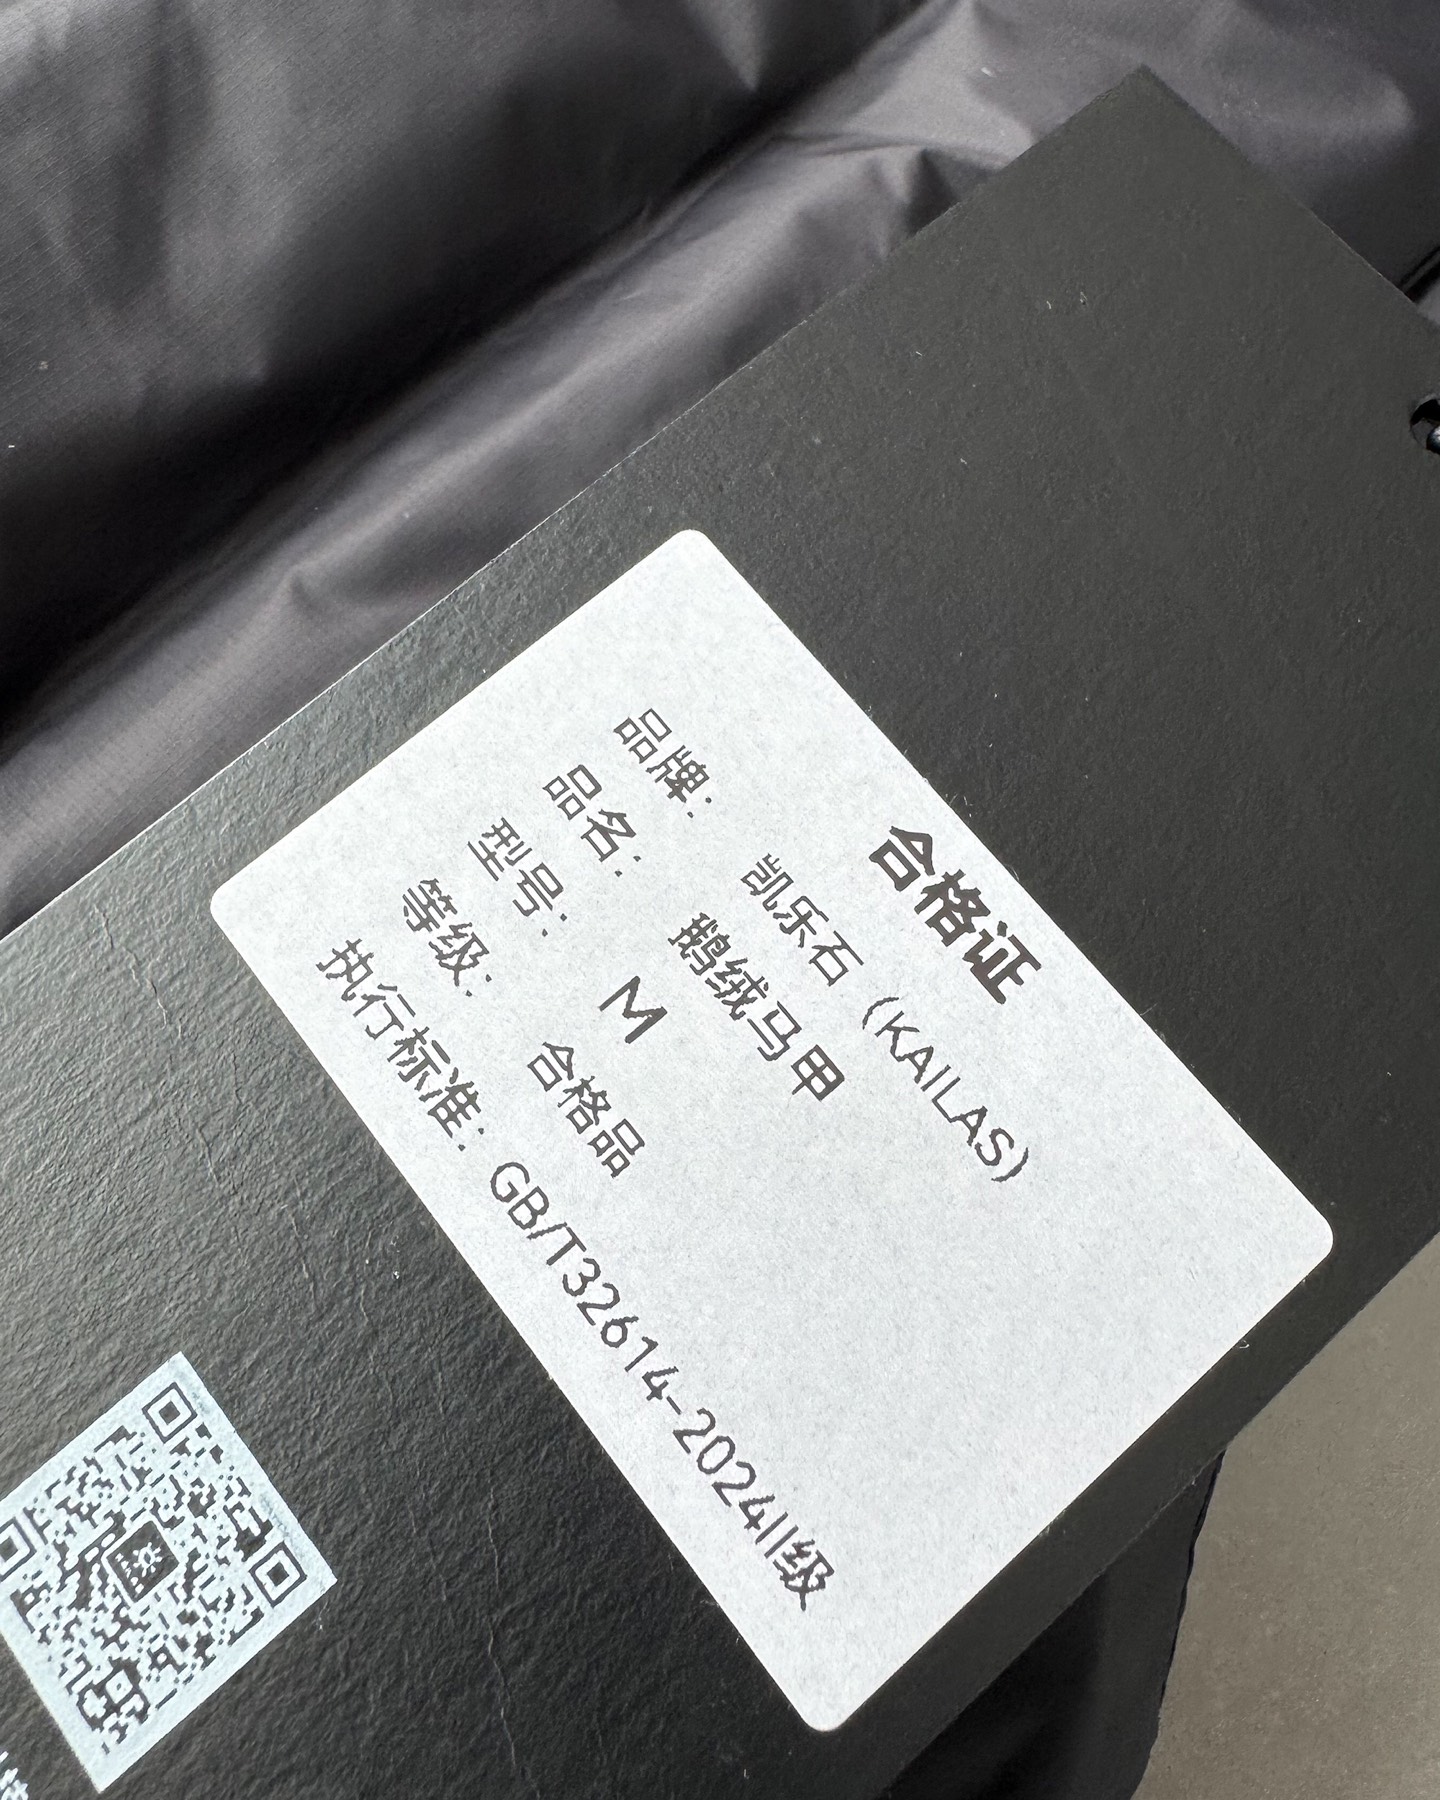 合格证
品牌： 凯乐石（KAILAS）
品名： 鹅绒马甲
型号： M
等级： 合格品
执行标准：GB/T32614-2024II级